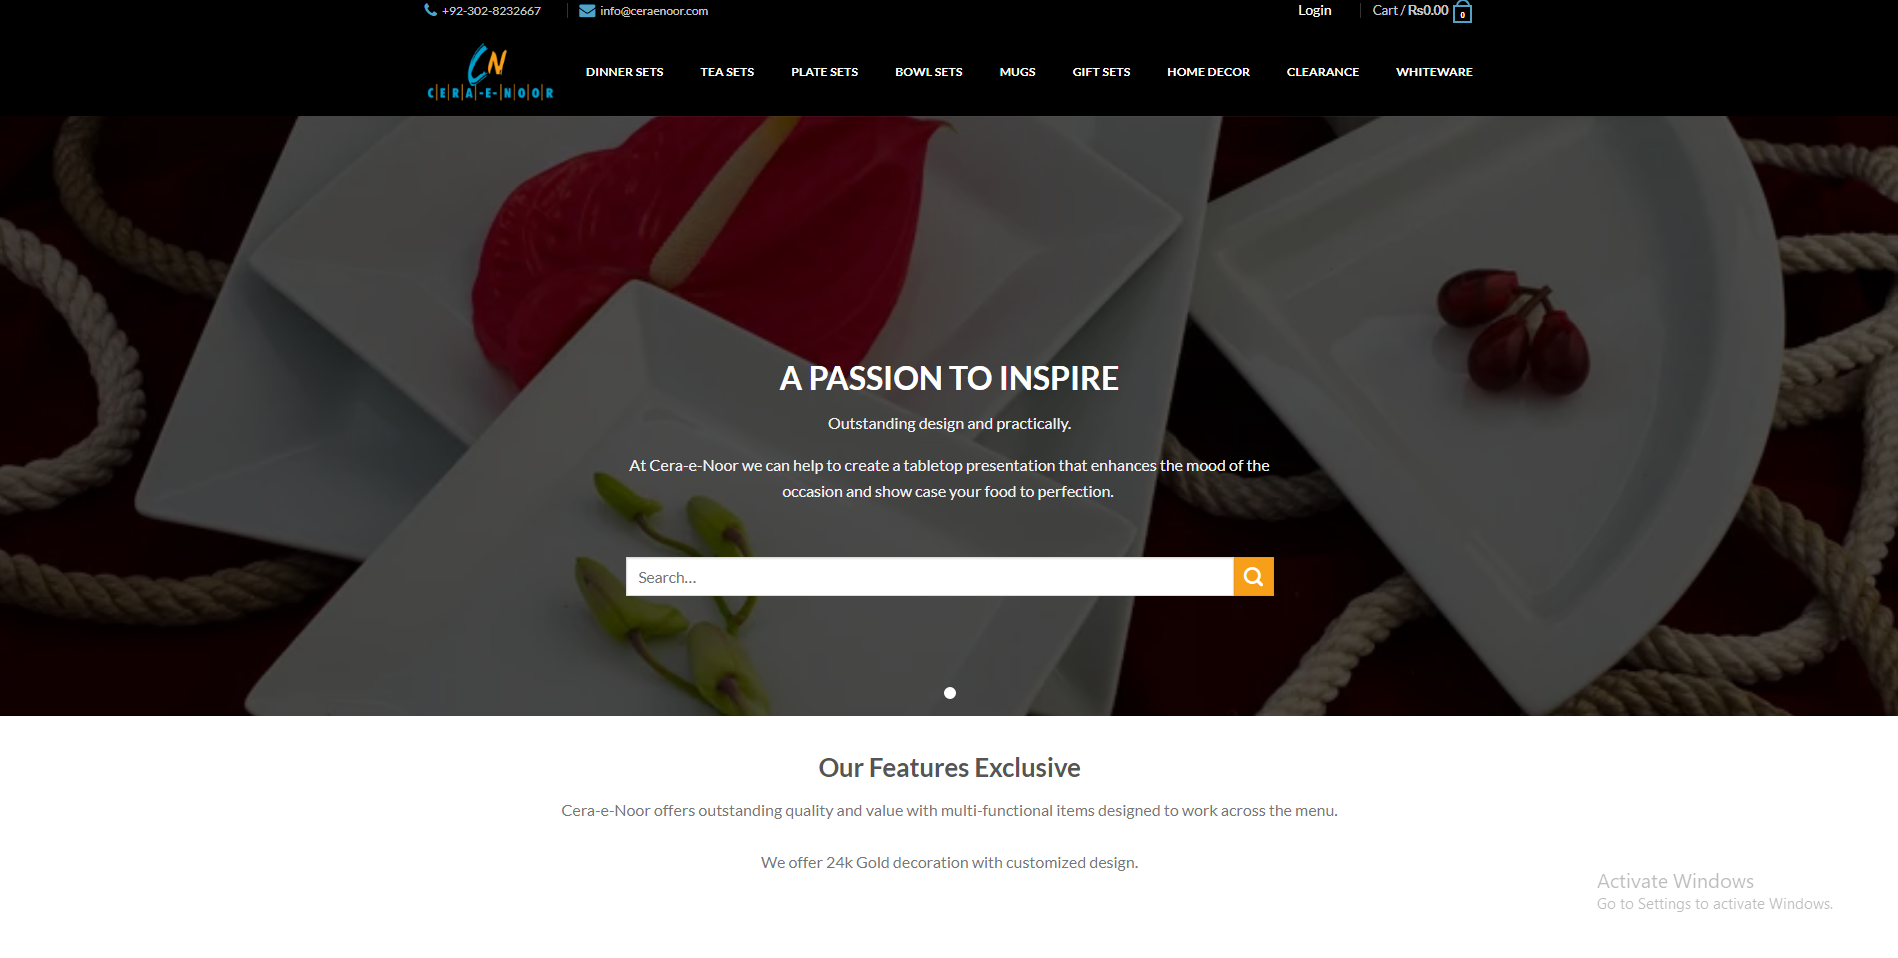 +92-302-8232667
info@ceraenoor.com
Login
Cart / Rs0.00
0
CN
C|E|R|A|-E-|N|O|O|R
DINNER SETS
TEA SETS
PLATE SETS
BOWL SETS
MUGS
GIFT SETS
HOME DECOR
CLEARANCE
WHITEWARE
A PASSION TO INSPIRE
Outstanding design and practically.
At Cera-e-Noor we can help to create a tabletop presentation that enhances the mood of the
occasion and show case your food to perfection.
Search...
Our Features Exclusive
Cera-e-Noor offers outstanding quality and value with multi-functional items designed to work across the menu.
We offer 24k Gold decoration with customized design.
Activate Windows
Go to Settings to activate Windows.